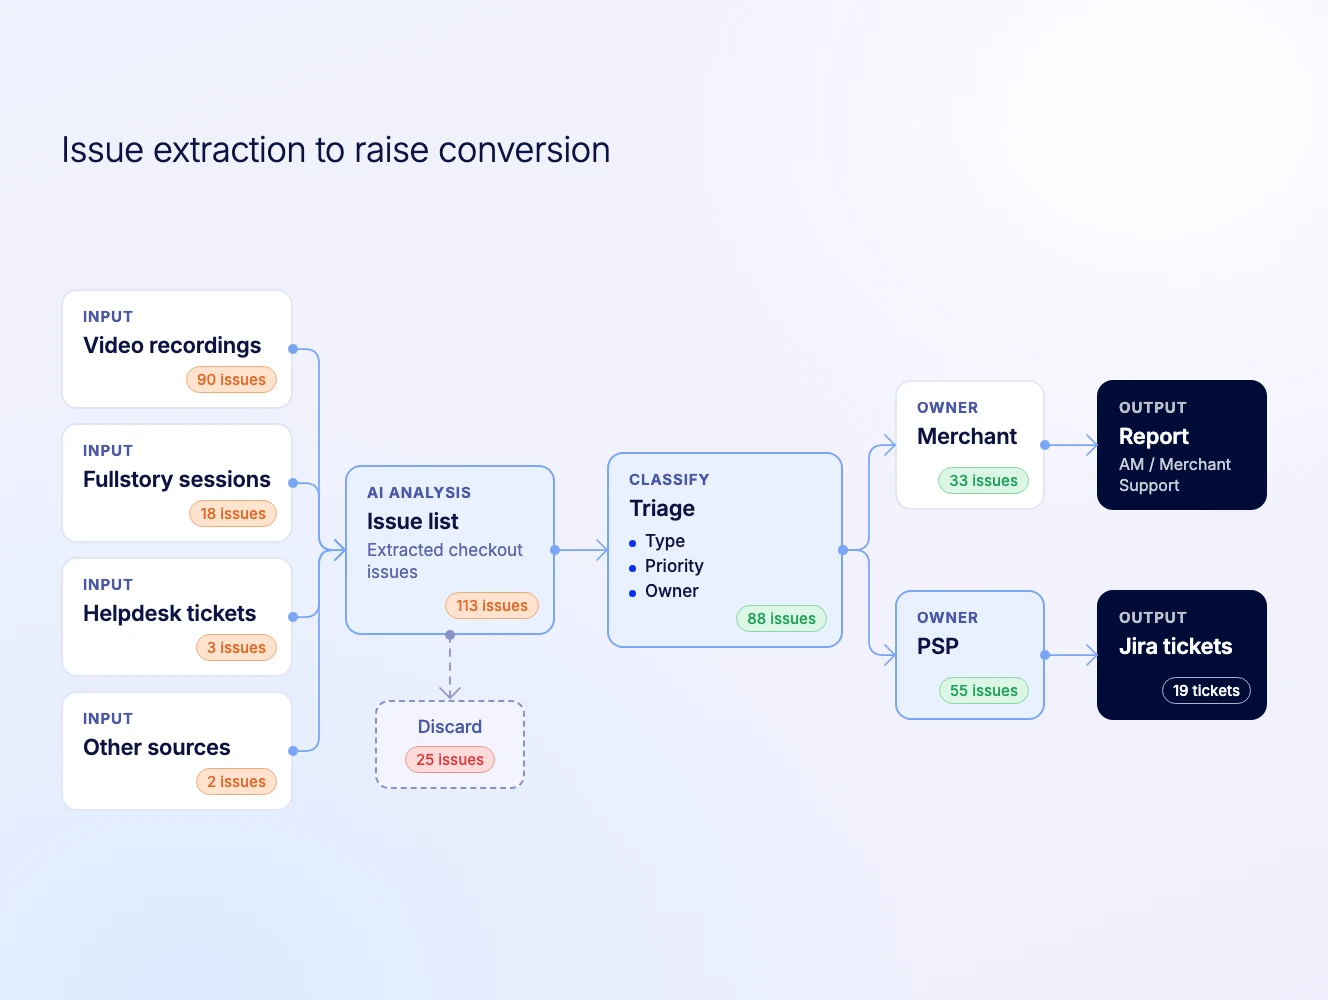 Issue extraction to raise conversion
INPUT
Video recordings
90 issues
INPUT
Fullstory sessions
18 issues
INPUT
Helpdesk tickets
3 issues
INPUT
Other sources
2 issues
AI ANALYSIS
Issue list
Extracted checkout
issues
113 issues
Discard
25 issues
CLASSIFY
Triage
Type
Priority
Owner
88 issues
OWNER
Merchant
33 issues
OUTPUT
Report
AM / Merchant
Support
OWNER
PSP
55 issues
OUTPUT
Jira tickets
19 tickets